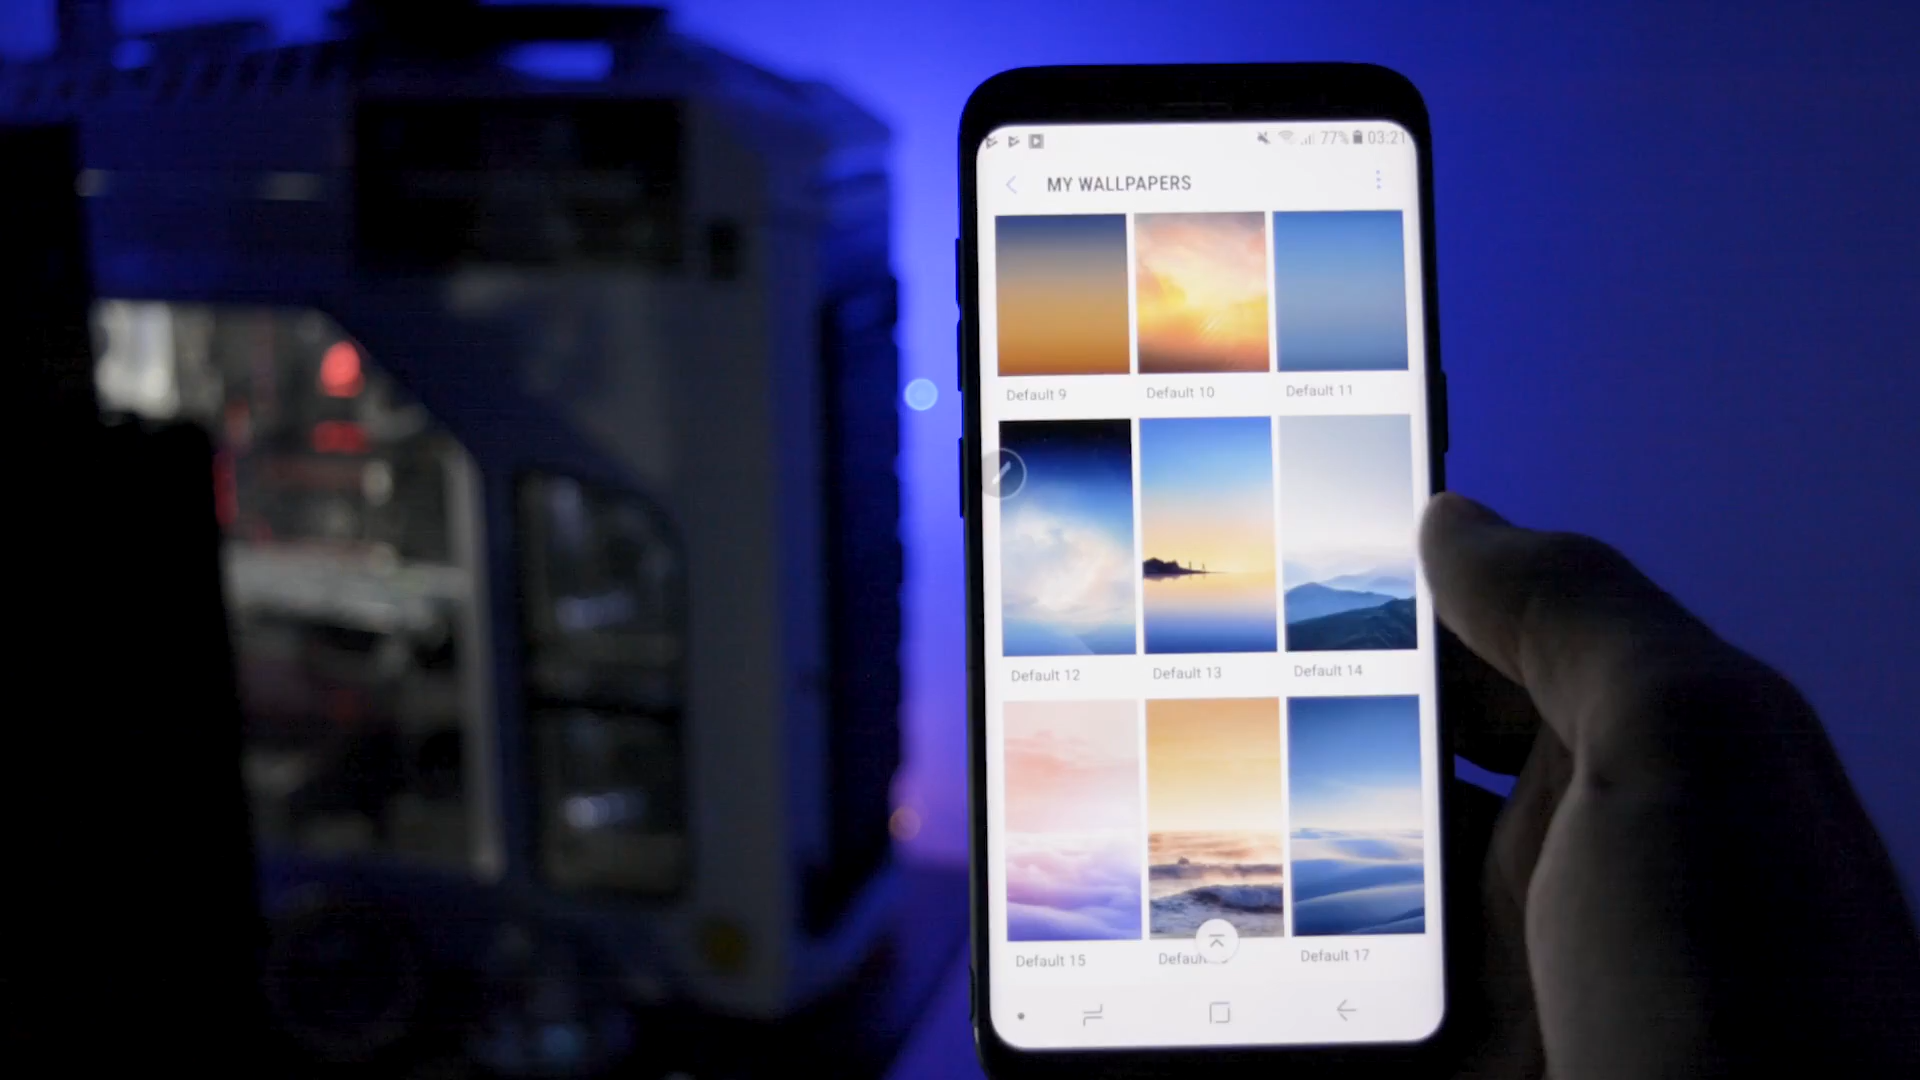 77% 03:21
MY WALLPAPERS
Default 9
Default 10
Default 11
Default 12
Default 13
Default 14
Default 15
Default 17